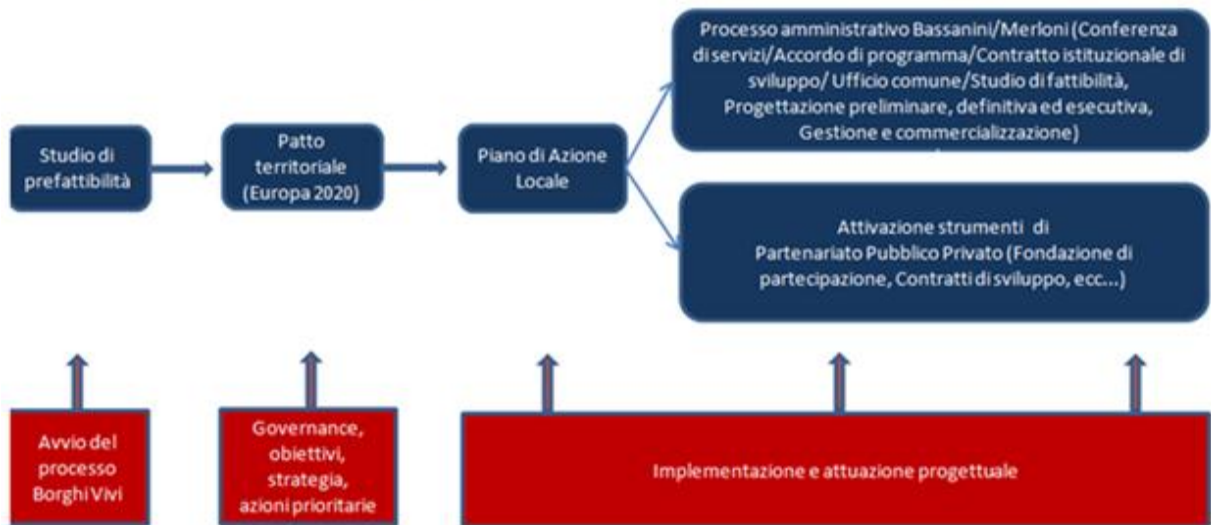 Processo amministrativo Bassanini/Merloni (Conferenza
di servizi/Accordo di programma/Contratto istituzionale di
sviluppo/ Ufficio comune/Studio di fattibilità,
Progettazione preliminare, definitiva ed esecutiva,
Gestione e commercializzazione)
Studio di
prefattibilità
Patto
territoriale
(Europa 2020)
Piano di Azione
Locale
Attivazione strumenti di
Partenariato Pubblico Privato (Fondazione di
partecipazione, Contratti di sviluppo, ecc...)
Avvio del
processo
Borghi Vivi
Governance,
obiettivi,
strategia,
azioni prioritarie
Implementazione e attuazione progettuale